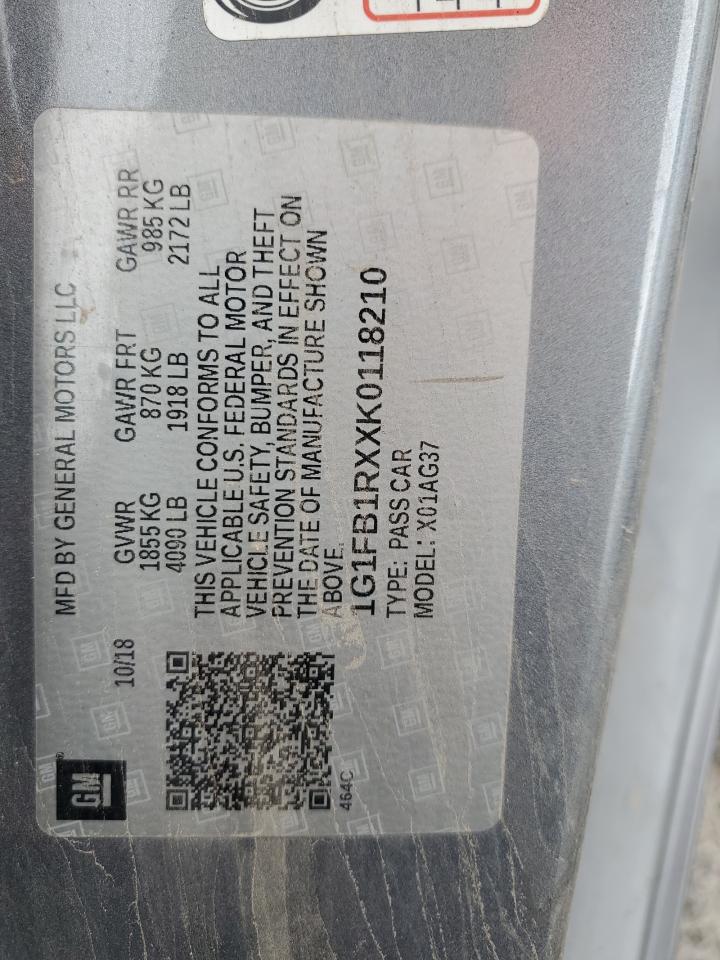 GM
10/18
MFD BY GENERAL MOTORS LLC
GVWR GAWR FRT GAWR RR
1855 KG 870 KG 985 KG
4090 LB 1918 LB 2172 LB
THIS VEHICLE CONFORMS TO ALL
APPLICABLE U.S. FEDERAL MOTOR
VEHICLE SAFETY, BUMPER, AND THEFT
PREVENTION STANDARDS IN EFFECT ON
THE DATE OF MANUFACTURE SHOWN
ABOVE.
1G1FB1RXXK0118210
TYPE: PASS CAR
MODEL: X01AG37
464C